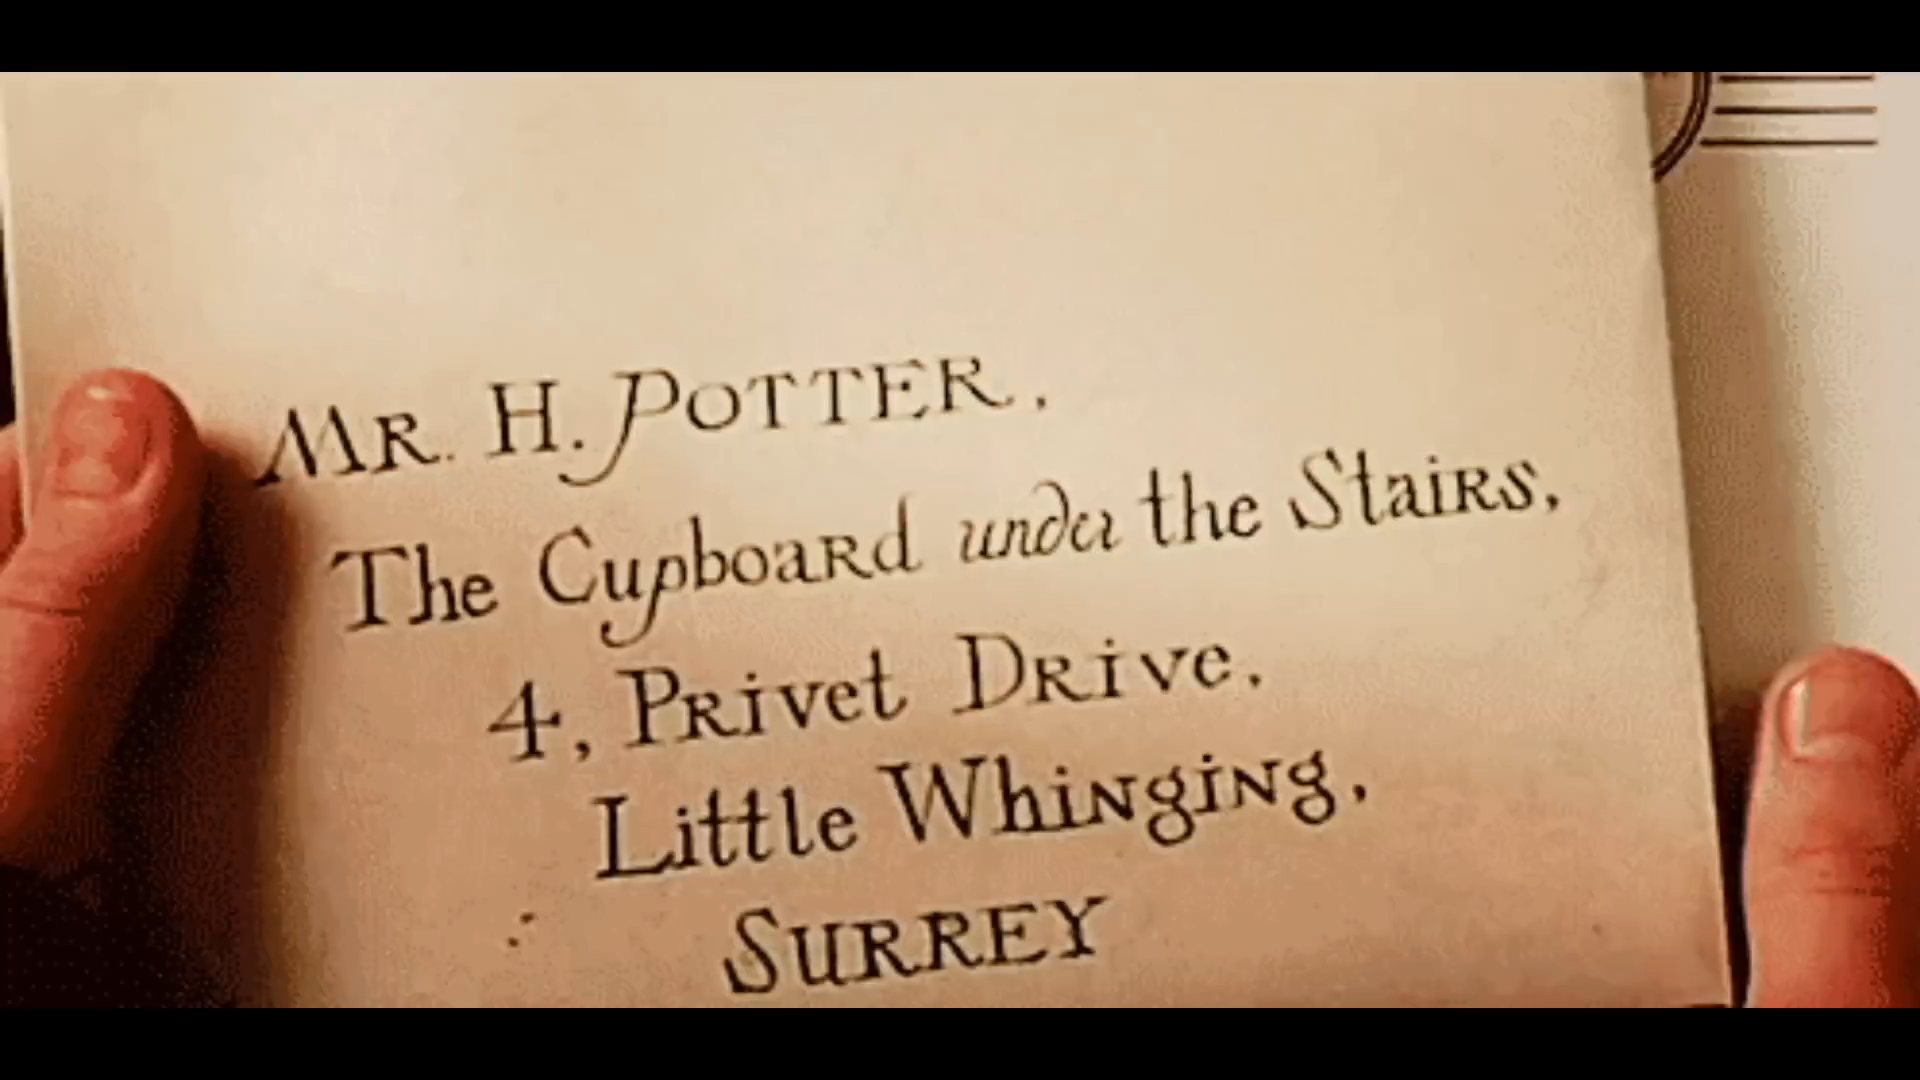 MR. H. POTTER,
The CupboaRd under the StaiRs,
4, PRivet DRive,
Little WhiNgiNg,
SURREY